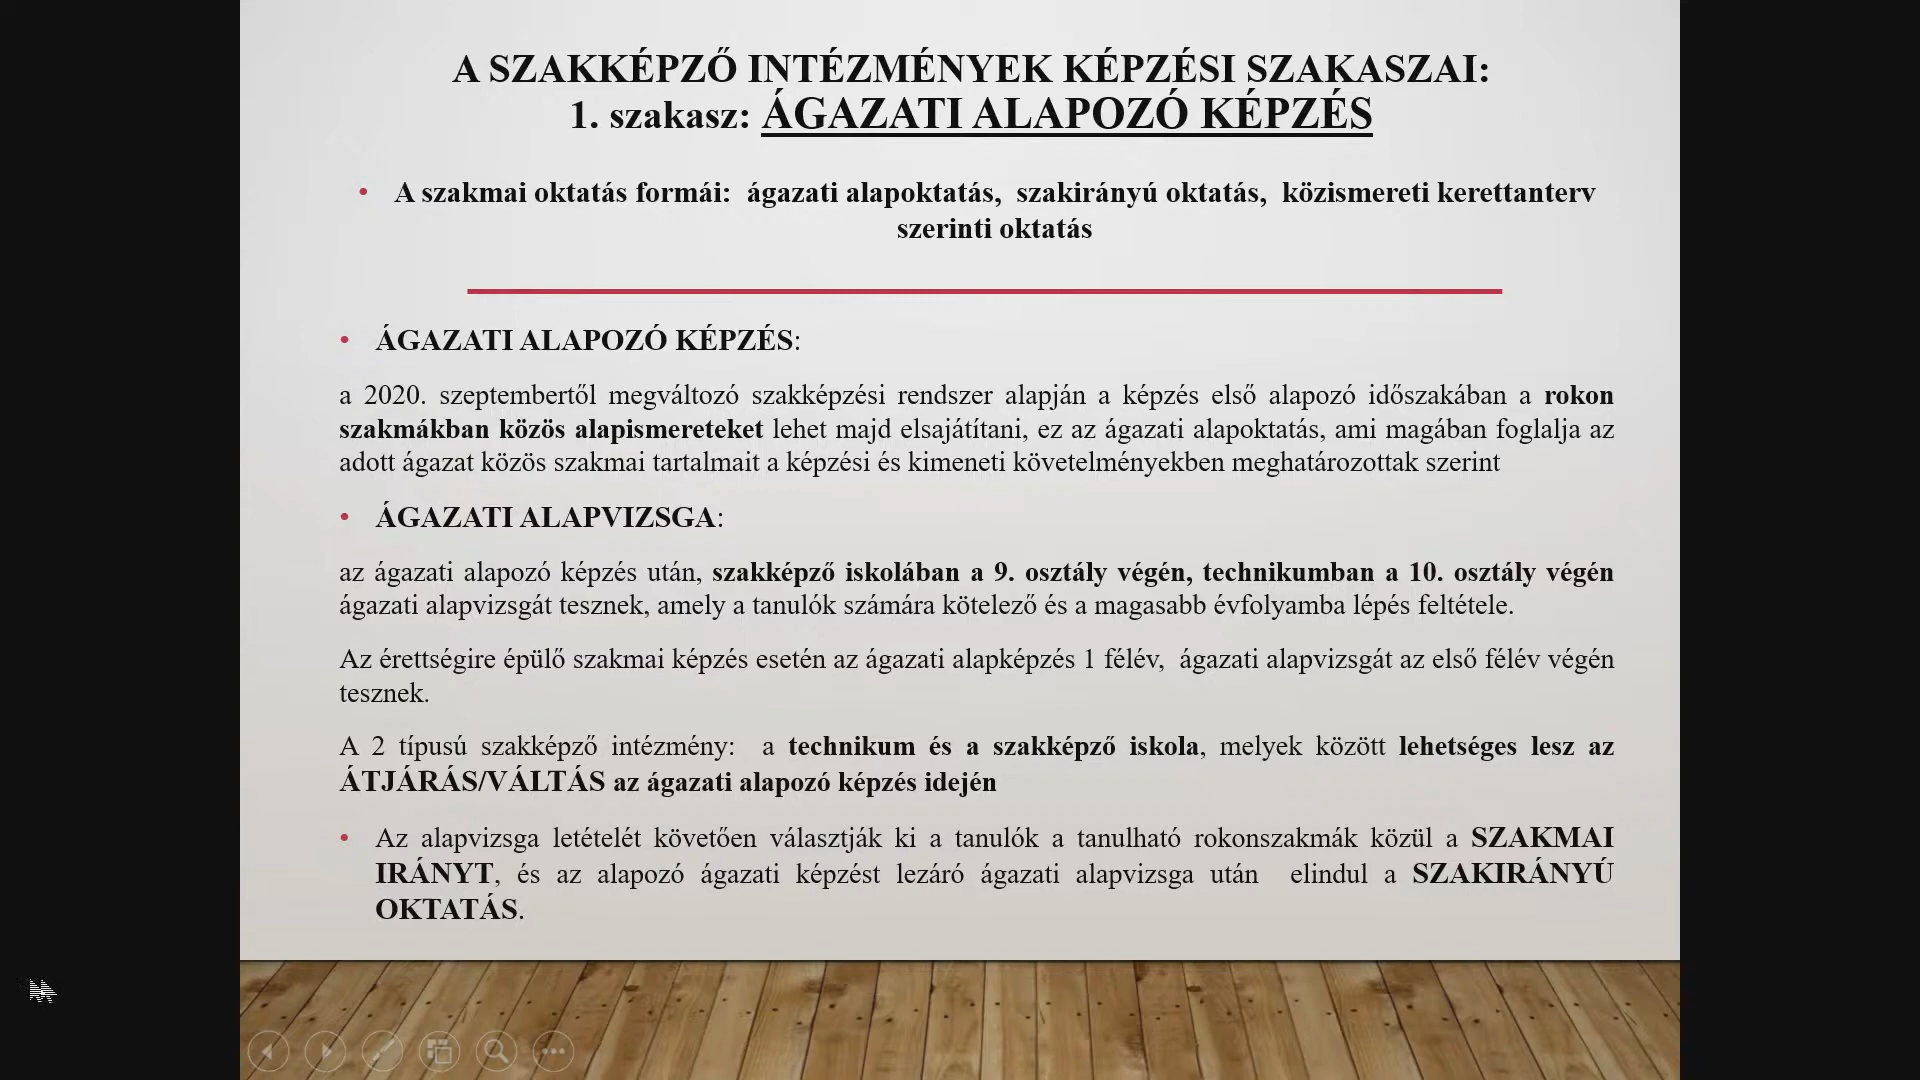 A SZAKKÉPZŐ INTÉZMÉNYEK KÉPZÉSI SZAKASZAI:
1. szakasz: ÁGAZATI ALAPOZÓ KÉPZÉS
• A szakmai oktatás formái: ágazati alapoktatás, szakirányú oktatás, közismereti kerettanterv
szerinti oktatás
• ÁGAZATI ALAPOZÓ KÉPZÉS:
a 2020. szeptembertől megváltozó szakképzési rendszer alapján a képzés első alapozó időszakában a rokon
szakmákban közös alapismereteket lehet majd elsajátítani, ez az ágazati alapoktatás, ami magában foglalja az
adott ágazat közös szakmai tartalmait a képzési és kimeneti követelményekben meghatározottak szerint
• ÁGAZATI ALAPVIZSGA:
az ágazati alapozó képzés után, szakképző iskolában a 9. osztály végén, technikumban a 10. osztály végén
ágazati alapvizsgát tesznek, amely a tanulók számára kötelező és a magasabb évfolyamba lépés feltétele.
Az érettségire épülő szakmai képzés esetén az ágazati alapképzés 1 félév, ágazati alapvizsgát az első félév végén
tesznek.
A 2 típusú szakképző intézmény: a technikum és a szakképző iskola, melyek között lehetséges lesz az
ÁTJÁRÁS/VÁLTÁS az ágazati alapozó képzés idején
• Az alapvizsga letételét követően választják ki a tanulók a tanulható rokonszakmák közül a SZAKMAI
IRÁNYT, és az alapozó ágazati képzést lezáró ágazati alapvizsga után elindul a SZAKIRÁNYÚ
OKTATÁS.